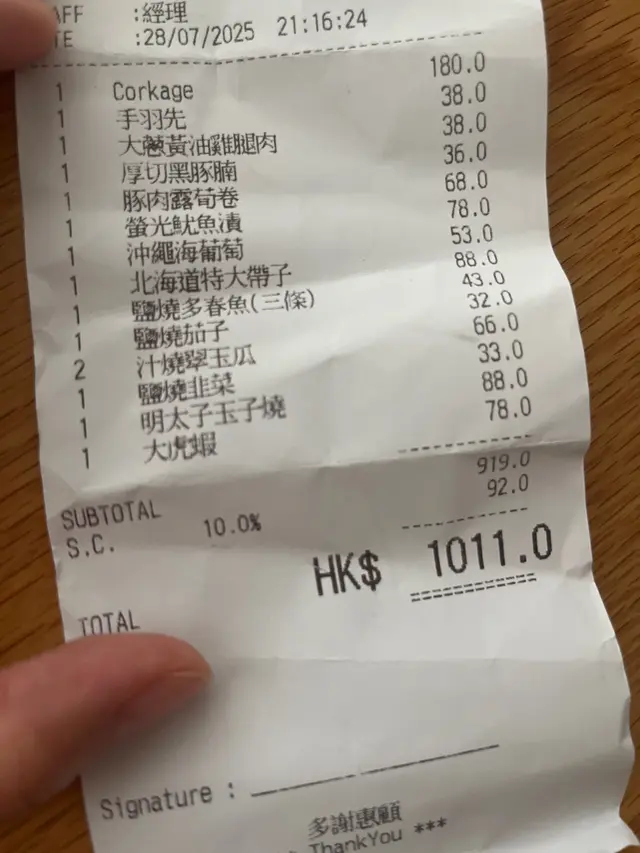 AFF :經理
TE :28/07/2025 21:16:24
1 Corkage 180.0
1 手羽先 38.0
1 大蔥黃油雞腿肉 38.0
1 厚切黑豚腩 36.0
1 豚肉露荀卷 68.0
1 螢光魷魚漬 78.0
1 沖繩海葡萄 53.0
1 北海道特大帶子 88.0
1 鹽燒多春魚(三條) 43.0
1 鹽燒茄子 32.0
2 汁燒翠玉瓜 66.0
1 鹽燒韭菜 33.0
1 明太子玉子燒 88.0
1 大虎蝦 78.0
SUBTOTAL 919.0
S.C. 10.0% 92.0
TOTAL HK$ 1011.0
Signature :
多謝惠顧
ThankYou ***